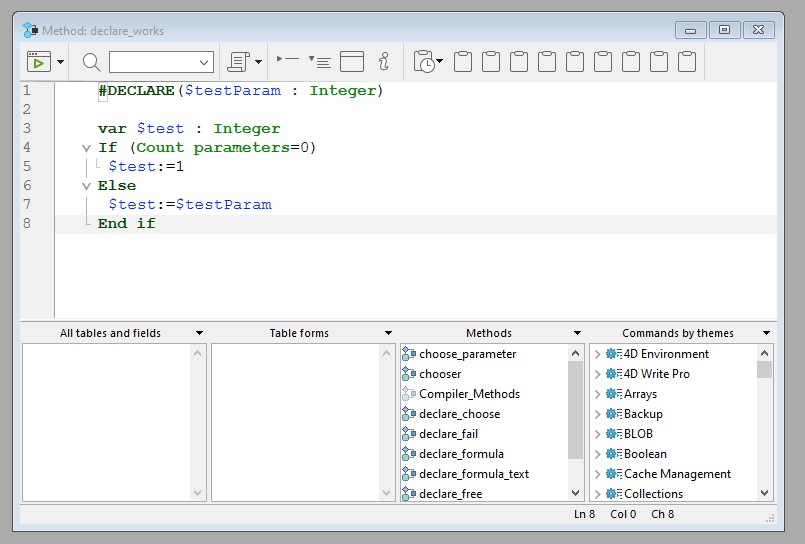 Method: declare_works
1 #DECLARE($testParam : Integer)
2
3 var $test : Integer
4 If (Count parameters=0)
5 $test:=1
6 Else
7 $test:=$testParam
8 End if
All tables and fields
Table forms
Methods
choose_parameter
chooser
Compiler_Methods
declare_choose
declare_fail
declare_formula
declare_formula_text
declare_free
Commands by themes
4D Environment
4D Write Pro
Arrays
Backup
BLOB
Boolean
Cache Management
Collections
Ln 8 Col 0 Ch 8